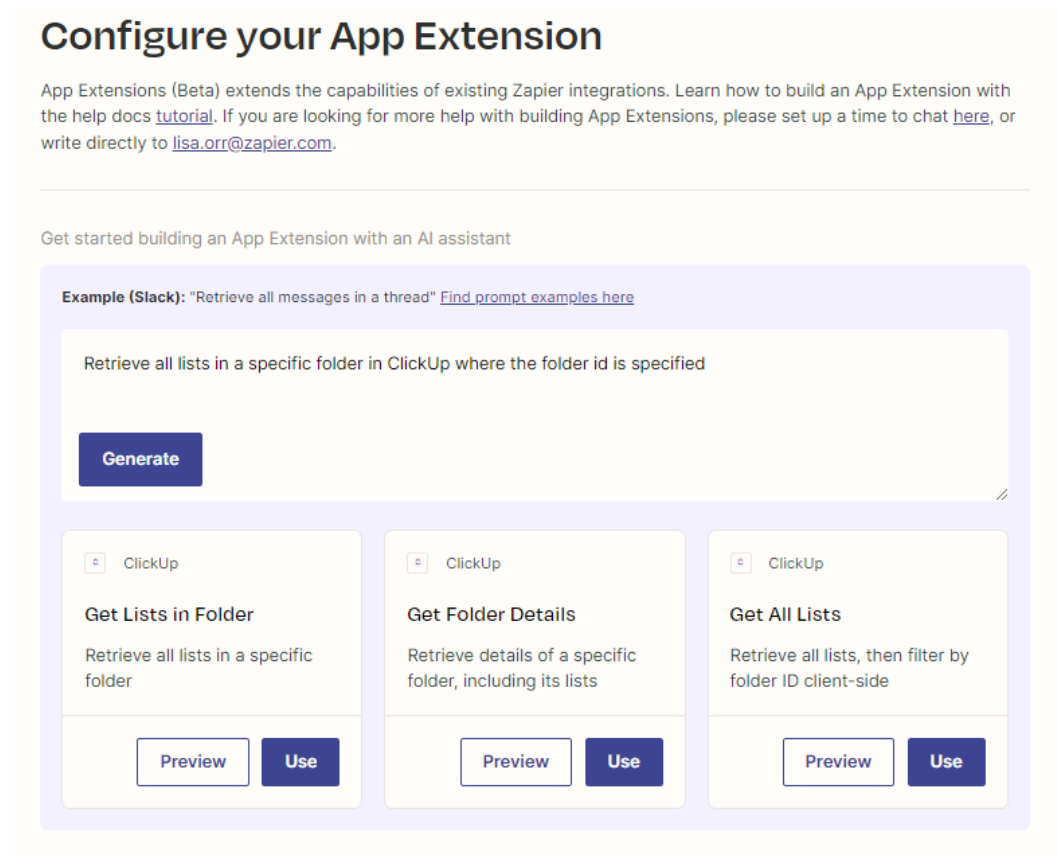 Configure your App Extension
App Extensions (Beta) extends the capabilities of existing Zapier integrations. Learn how to build an App Extension with
the help docs tutorial. If you are looking for more help with building App Extensions, please set up a time to chat here, or
write directly to lisa.orr@zapier.com.
Get started building an App Extension with an AI assistant
Example (Slack): "Retrieve all messages in a thread" Find prompt examples here
Retrieve all lists in a specific folder in ClickUp where the folder id is specified
Generate
ClickUp
Get Lists in Folder
Retrieve all lists in a specific
folder
Preview
Use
ClickUp
Get Folder Details
Retrieve details of a specific
folder, including its lists
Preview
Use
ClickUp
Get All Lists
Retrieve all lists, then filter by
folder ID client-side
Preview
Use